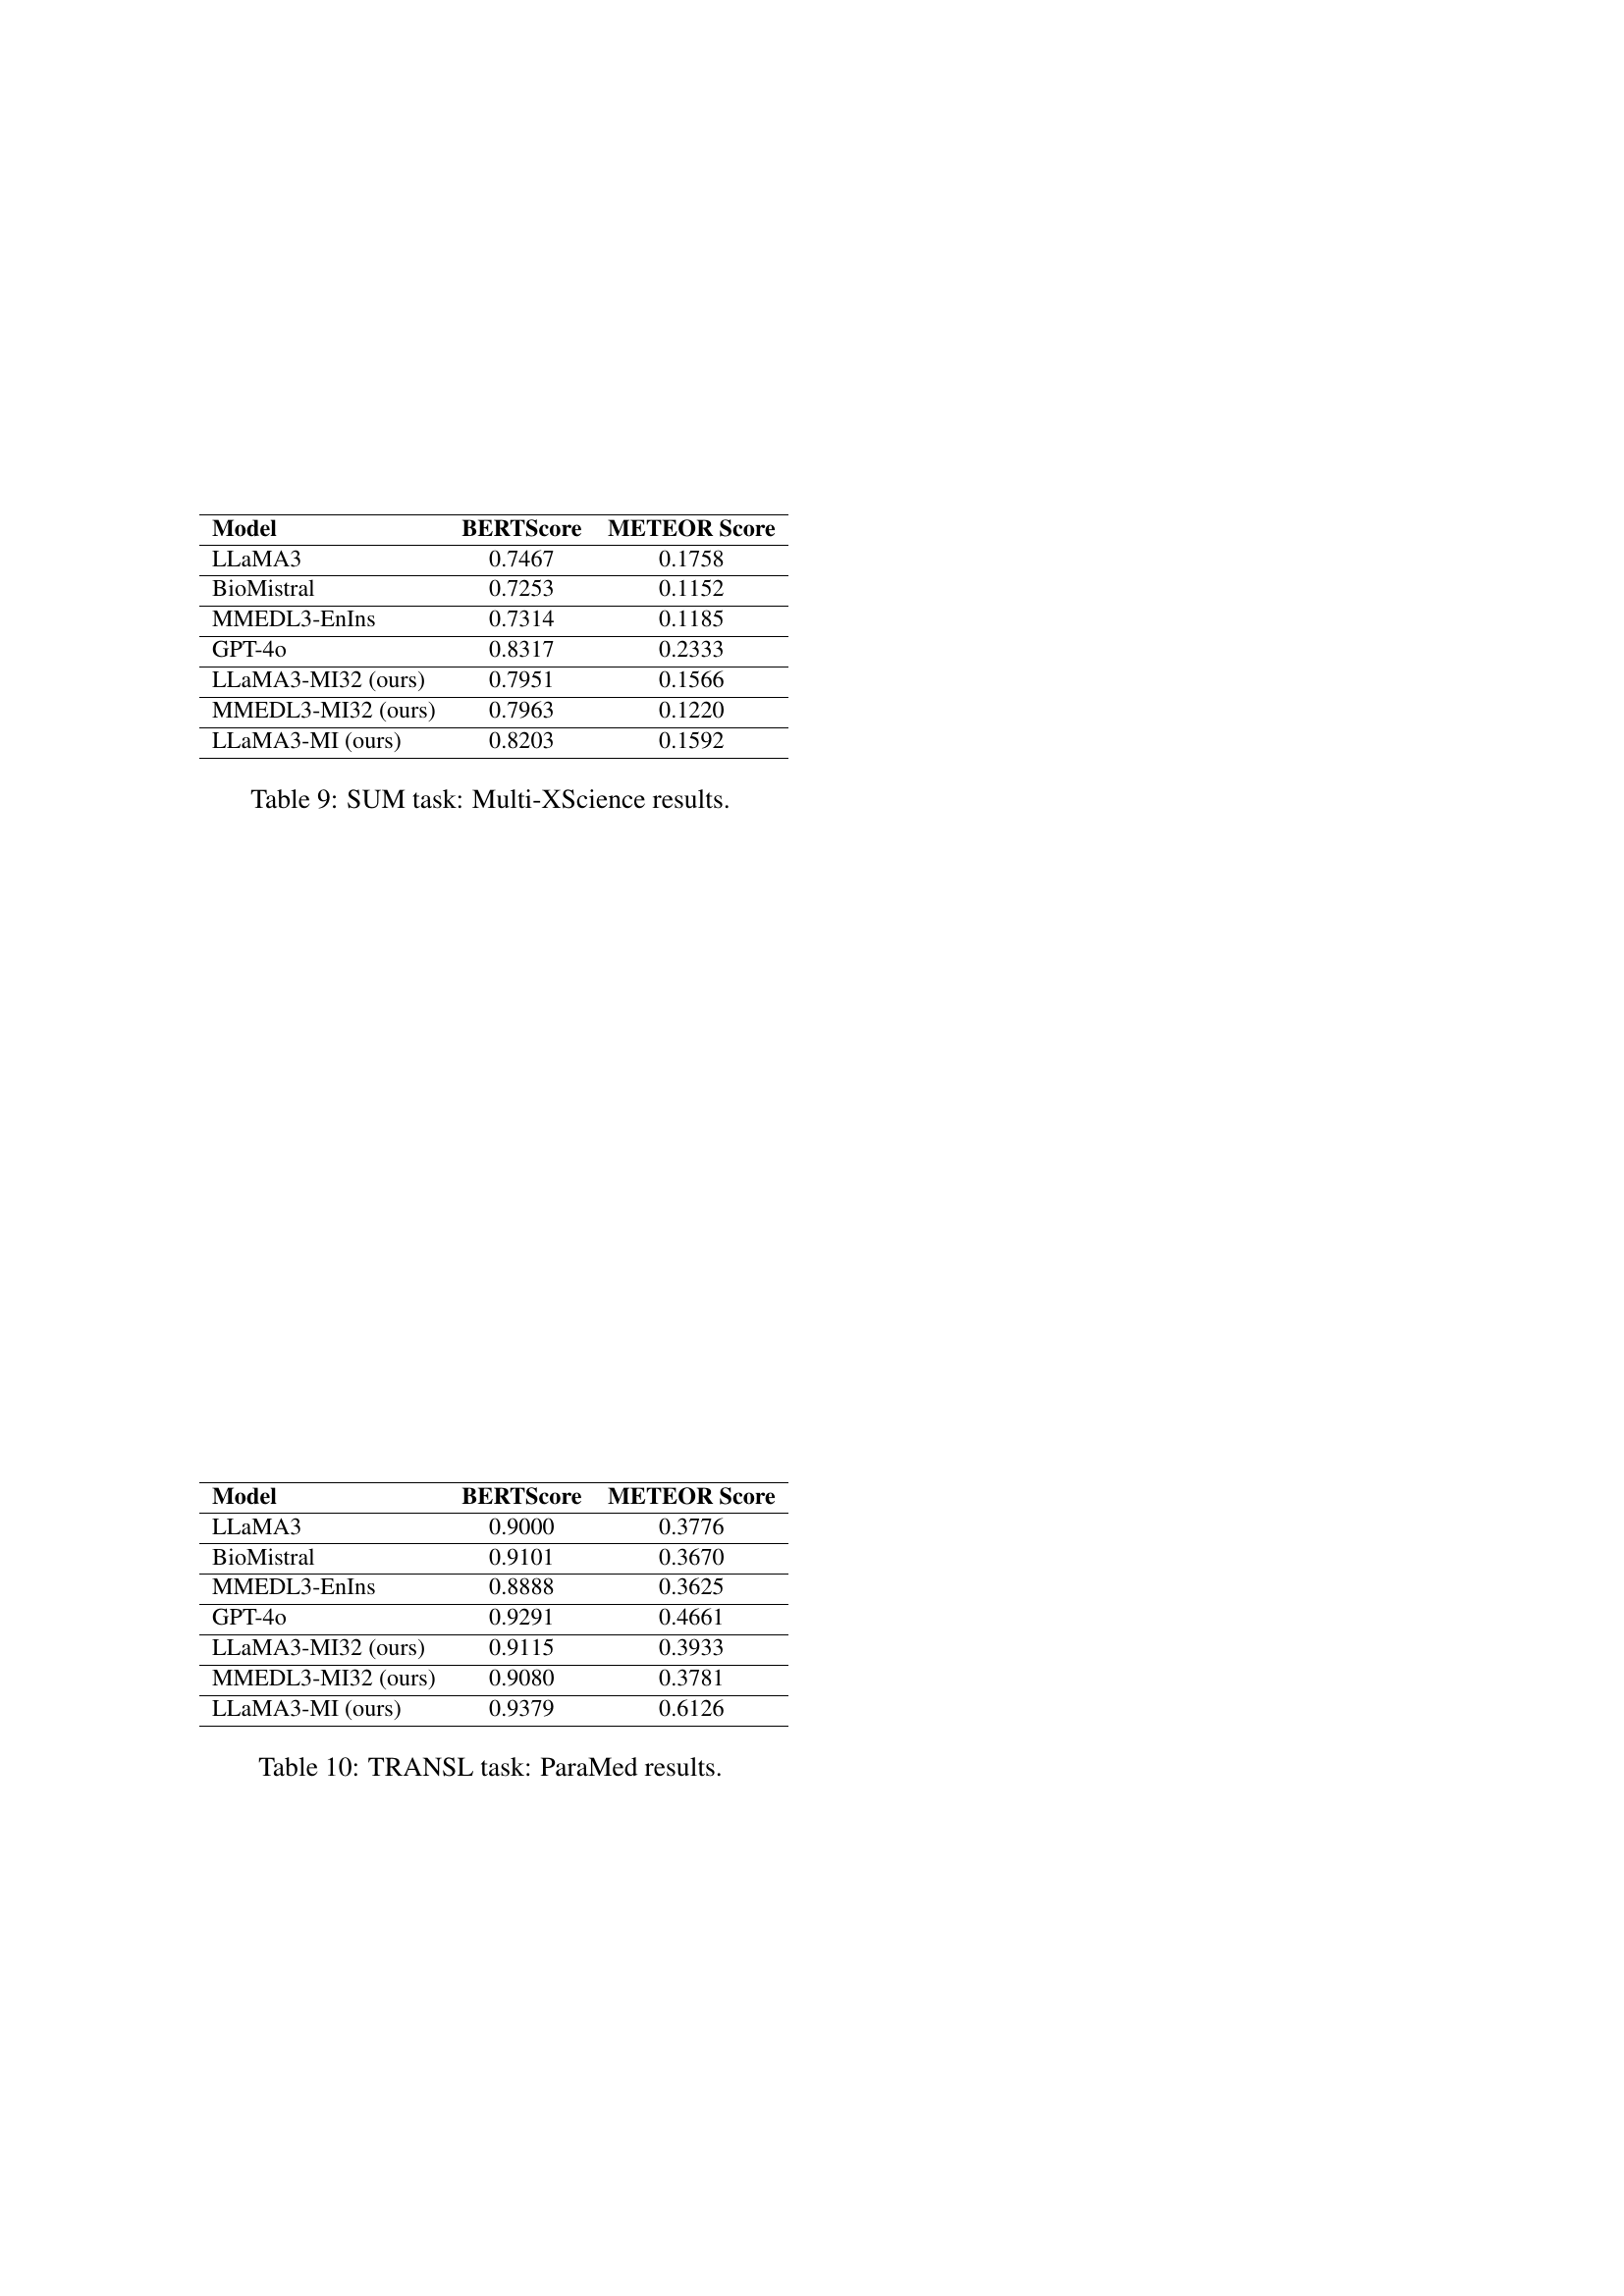 Model BERTScore METEOR Score
LLaMA3 0.7467 0.1758
BioMistral 0.7253 0.1152
MMEDL3-EnIns 0.7314 0.1185
GPT-4o 0.8317 0.2333
LLaMA3-MI32 (ours) 0.7951 0.1566
MMEDL3-MI32 (ours) 0.7963 0.1220
LLaMA3-MI (ours) 0.8203 0.1592
Table 9: SUM task: Multi-XScience results.
Model BERTScore METEOR Score
LLaMA3 0.9000 0.3776
BioMistral 0.9101 0.3670
MMEDL3-EnIns 0.8888 0.3625
GPT-4o 0.9291 0.4661
LLaMA3-MI32 (ours) 0.9115 0.3933
MMEDL3-MI32 (ours) 0.9080 0.3781
LLaMA3-MI (ours) 0.9379 0.6126
Table 10: TRANSL task: ParaMed results.